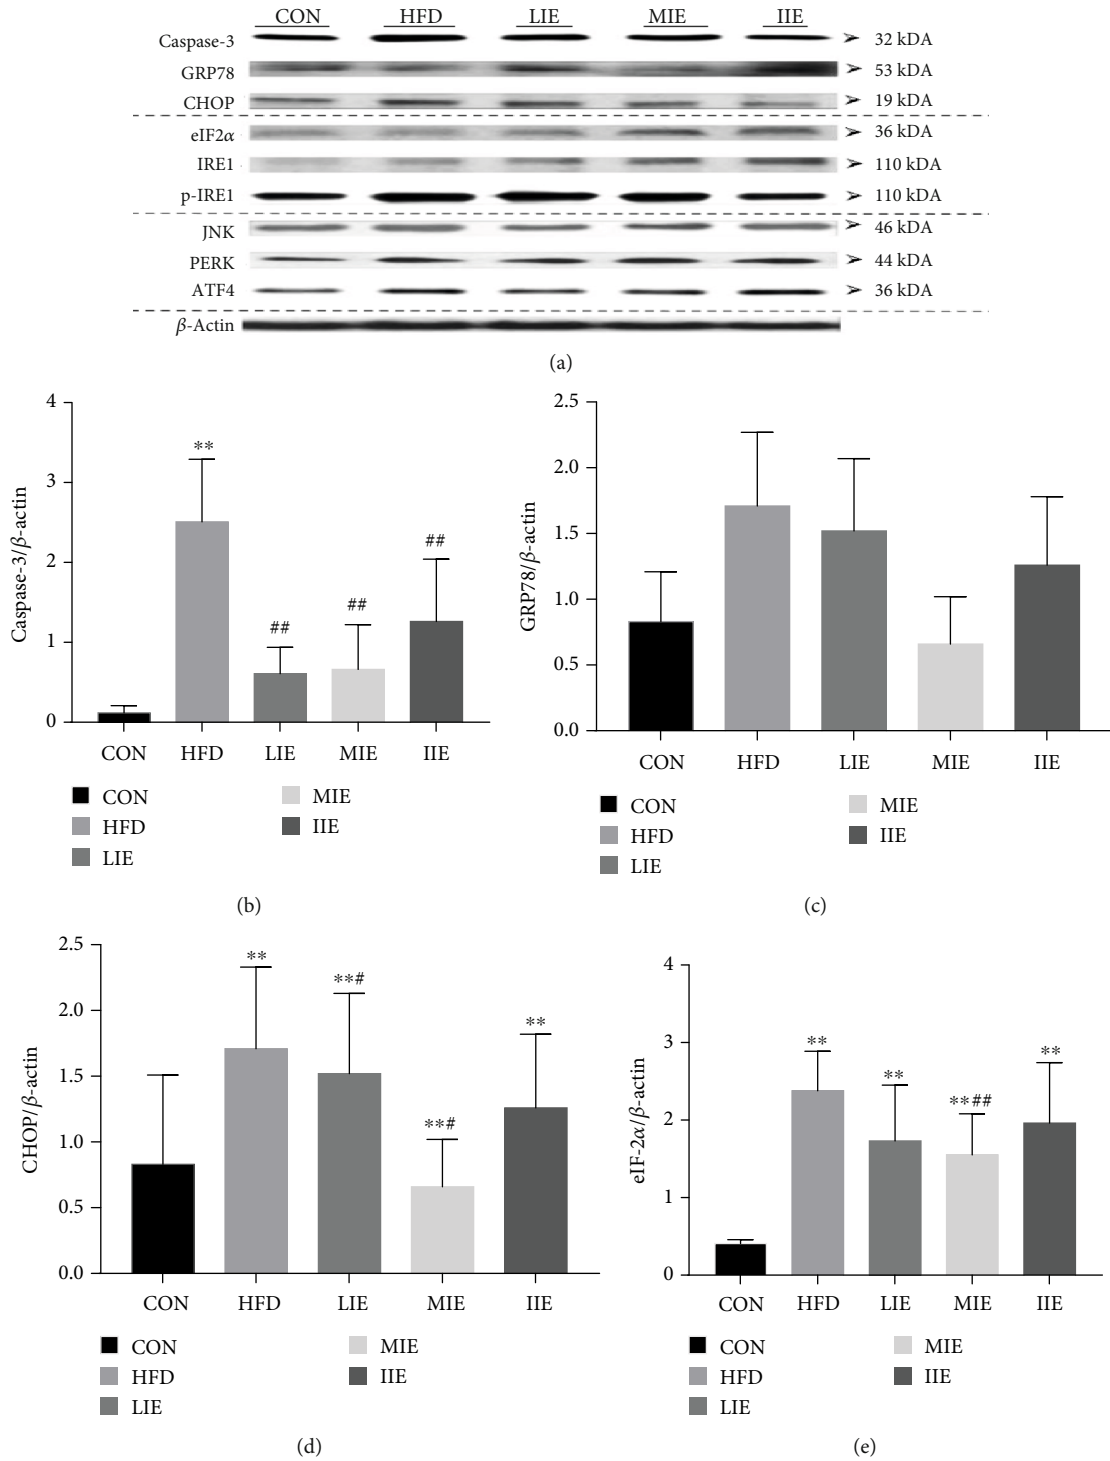 CON HFD LIE MIE IIE
Caspase-3 32 kDA
GRP78 53 kDA
CHOP 19 kDA
eIF2α 36 kDA
IRE1 110 kDA
p-IRE1 110 kDA
JNK 46 kDA
PERK 44 kDA
ATF4 36 kDA
β-Actin
(a)
Caspase-3/β-actin
4
3
2
1
0
**
##
##
##
CON HFD LIE MIE IIE
CON
HFD
LIE
MIE
IIE
(b)
GRP78/β-actin
2.5
2.0
1.5
1.0
0.5
0.0
CON HFD LIE MIE IIE
CON
HFD
LIE
MIE
IIE
(c)
CHOP/β-actin
2.5
2.0
1.5
1.0
0.5
0.0
**
**#
**#
**
CON HFD LIE MIE IIE
CON
HFD
LIE
MIE
IIE
(d)
eIF-2α/β-actin
4
3
2
1
0
**
**
**##
**
CON HFD LIE MIE IIE
CON
HFD
LIE
MIE
IIE
(e)